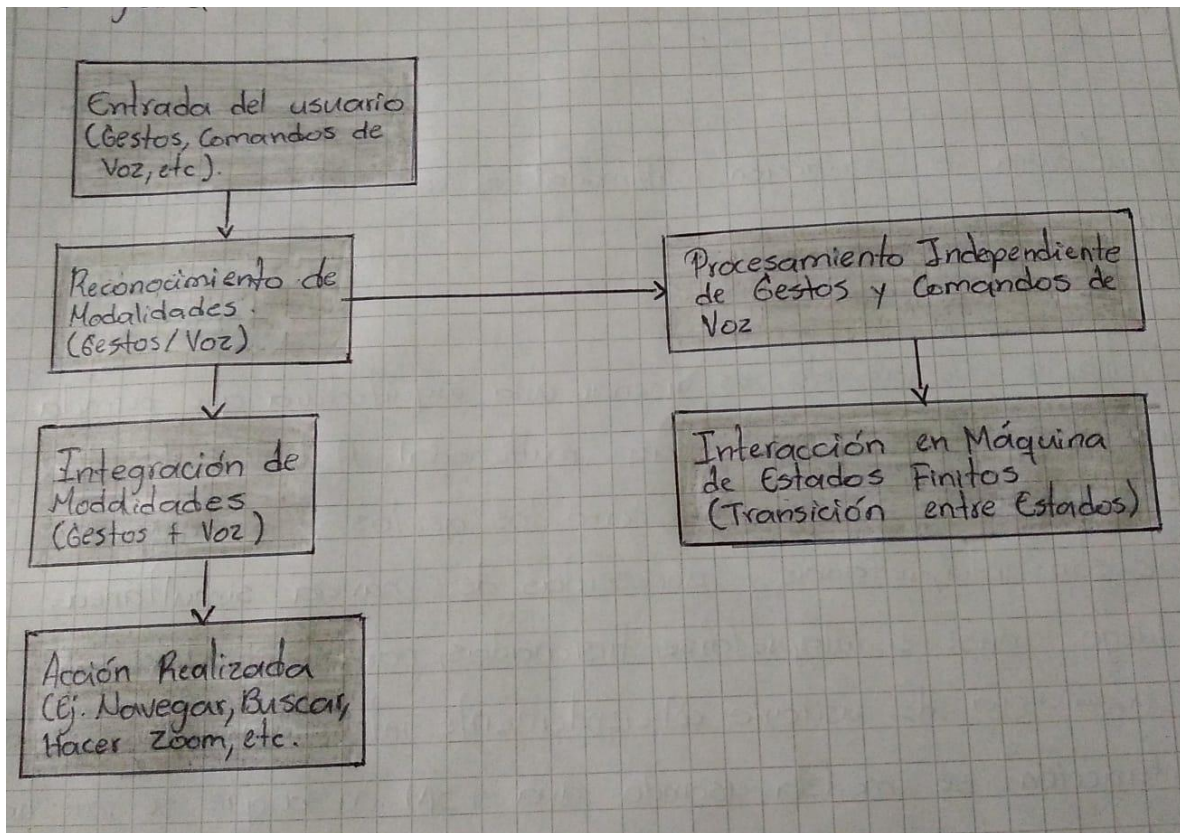 Entrada del usuario
(Gestos, Comandos de
Voz, etc).
Reconocimiento de
Modalidades.
(Gestos/Voz)
Procesamiento Independiente
de Gestos y Comandos de
Voz
Integración de
Moddidades
(Gestos + Voz)
Interacción en Máquina
de Estados Finitos
(Transición entre Estados)
Acción Realizada
(Ej. Navegar, Buscar,
Hacer Zoom, etc.